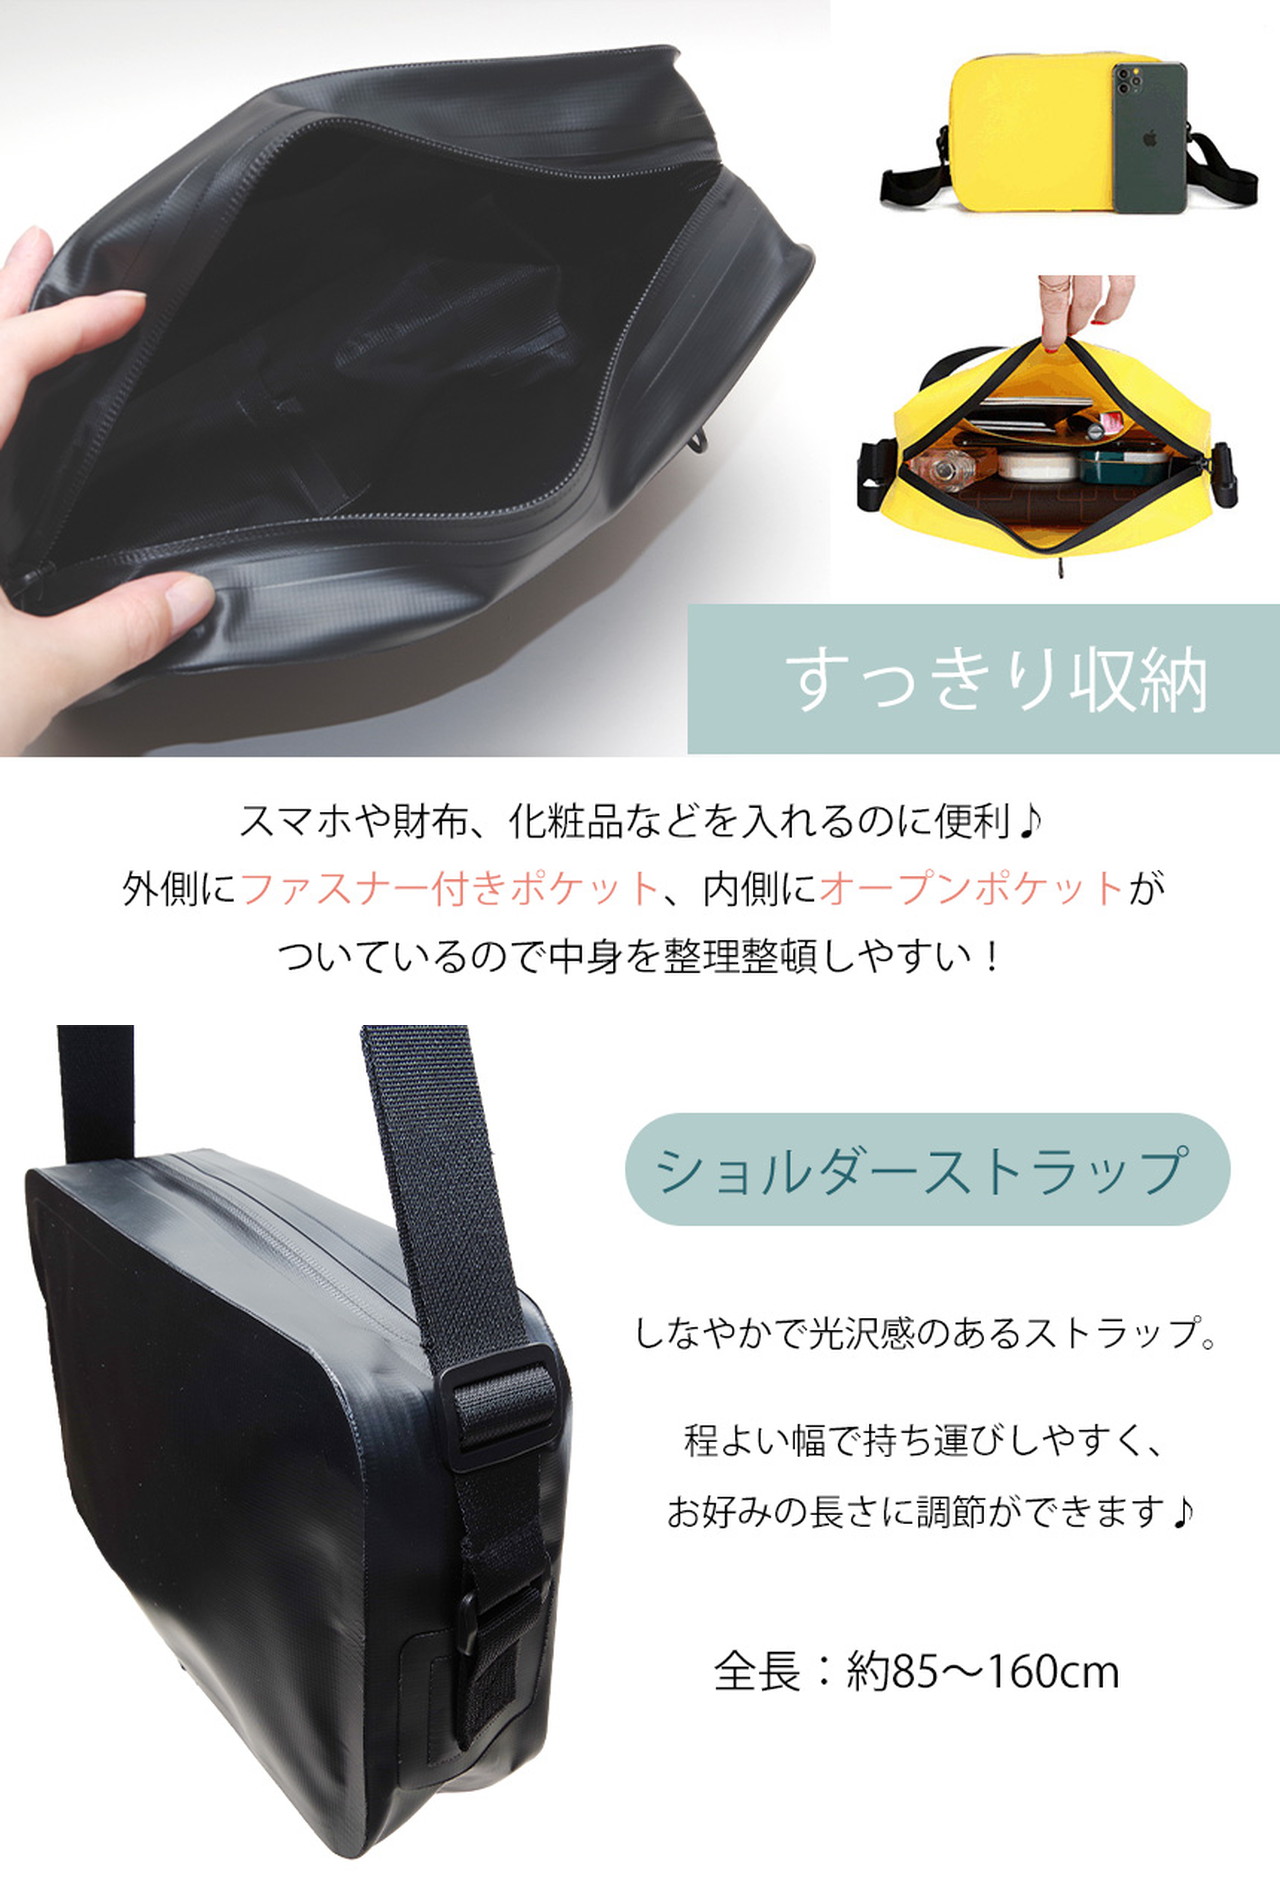 すっきり収納
スマホや財布、化粧品などを入れるのに便利♪
外側にファスナー付きポケット、内側にオープンポケットが
ついているので中身を整理整頓しやすい！
ショルダーストラップ
しなやかで光沢感のあるストラップ。
程よい幅で持ち運びしやすく、
お好みの長さに調節ができます♪
全長：約85〜160cm